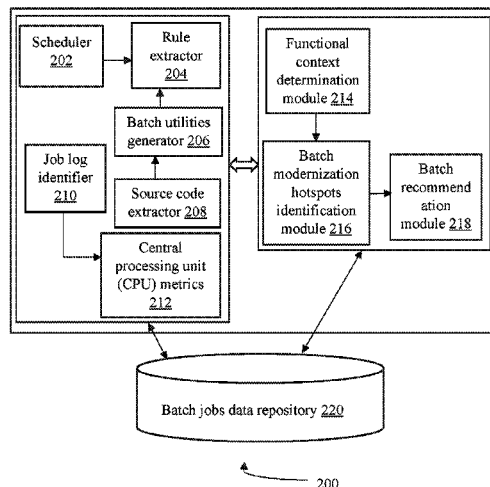 Scheduler
202
Rule
extractor
204
Functional
context
determination
module 214
Batch utilities
generator 206
Job log
identifier
210
Batch
modernization
hotspots
identification
module 216
Batch
recommend
ation
module 218
Source code
extractor 208
Central
processing unit
(CPU) metrics
212
Batch jobs data repository 220
200